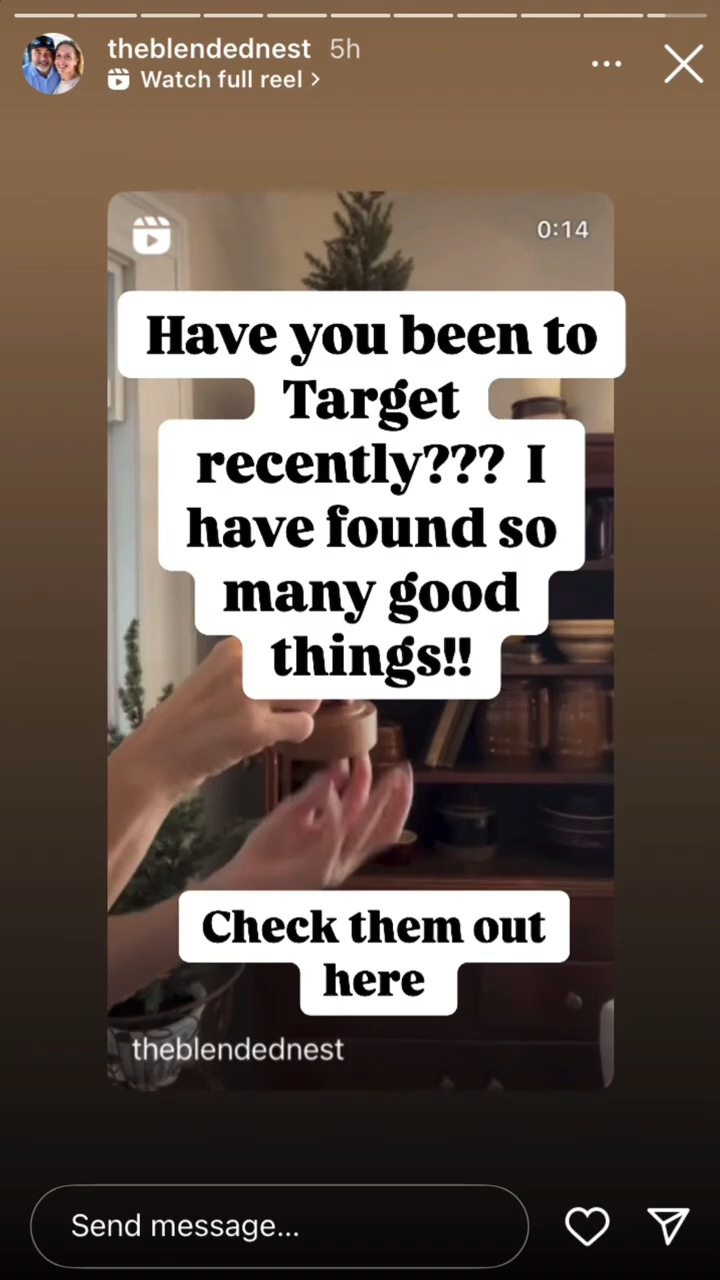 theblendednest 5h
Watch full reel >
0:14
Have you been to
Target
recently??? I
have found so
many good
things!!
Check them out
here
theblendednest
Send message...